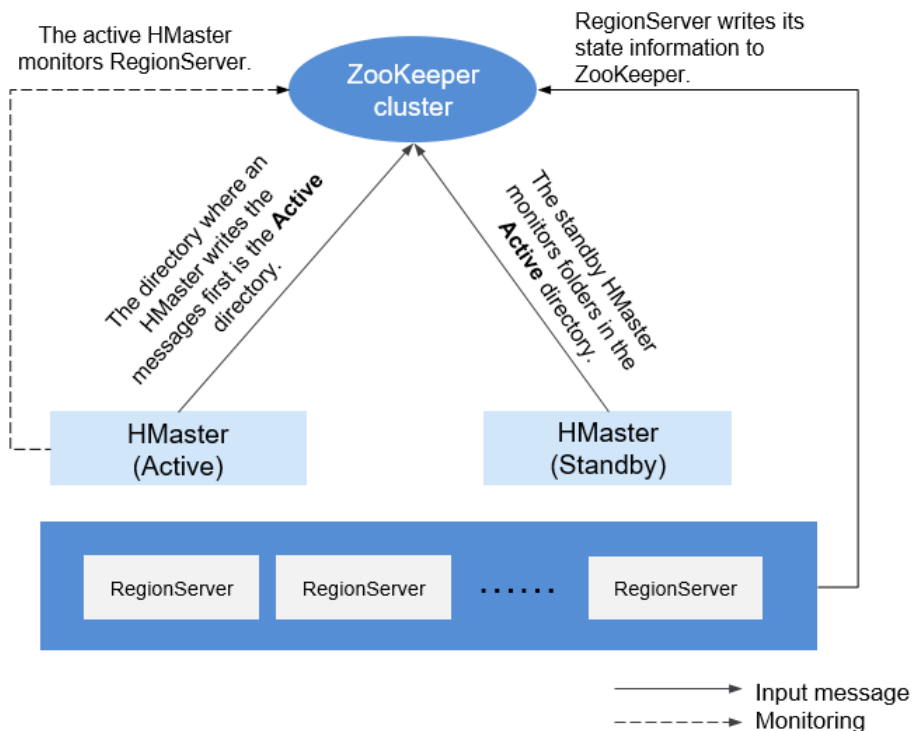 The active HMaster
monitors RegionServer.
RegionServer writes its
state information to
ZooKeeper.
ZooKeeper
cluster
The directory where an
HMaster writes the
messages first is the Active
directory.
The standby HMaster
monitors folders in the
Active directory.
HMaster
(Active)
HMaster
(Standby)
RegionServer
RegionServer
......
RegionServer
Input message
Monitoring